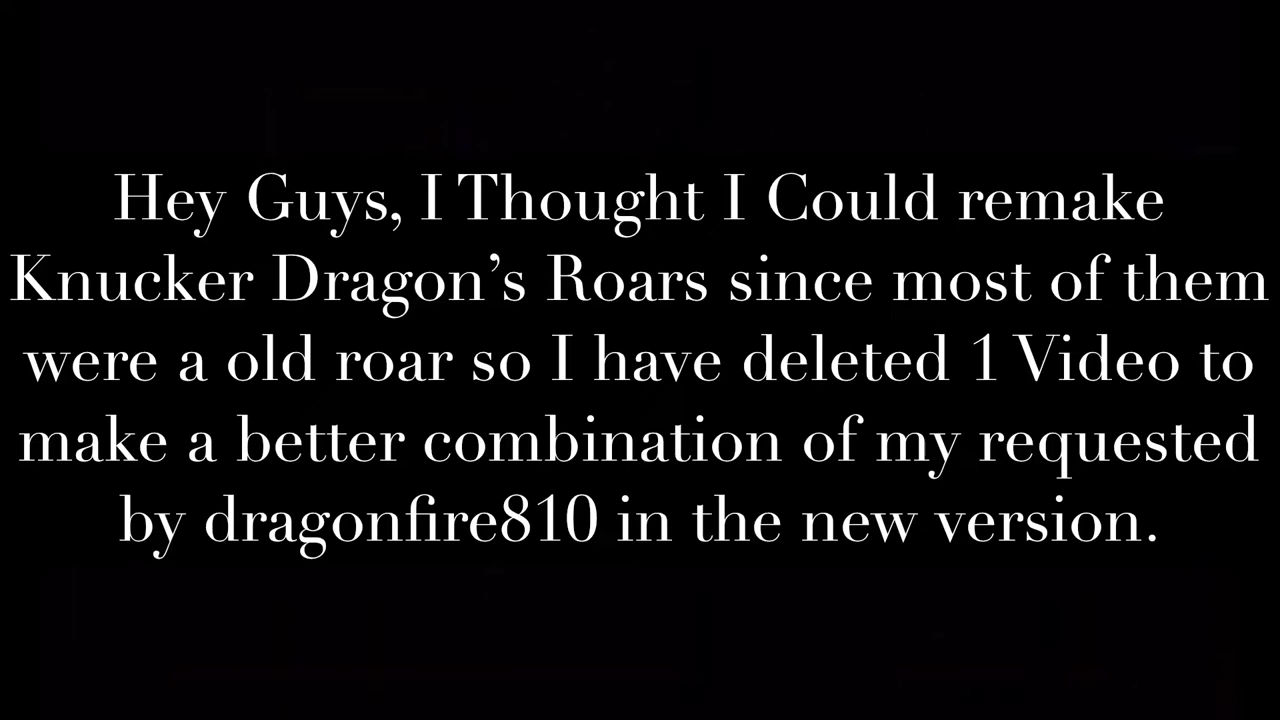 Hey Guys, I Thought I Could remake
Knucker Dragon’s Roars since most of them
were a old roar so I have deleted 1 Video to
make a better combination of my requested
by dragonfire810 in the new version.